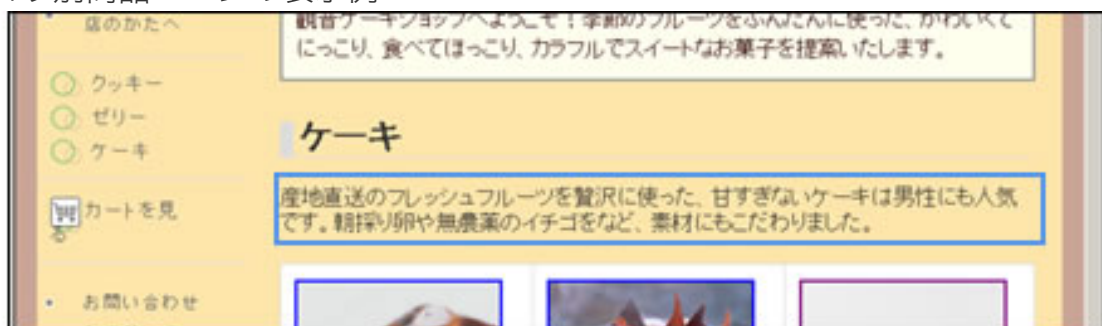 店のかたへ
クッキー
ゼリー
ケーキ
カートを見
る
お問い合わせ
観音ケーキショップへようこそ！季節のフルーツをふんだんに使った、かわいくて
にっこり、食べてほっこり、カラフルでスイートなお菓子を提案いたします。
ケーキ
産地直送のフレッシュフルーツを贅沢に使った、甘すぎないケーキは男性にも人気
です。朝採り卵や無農薬のイチゴをなど、素材にもこだわりました。